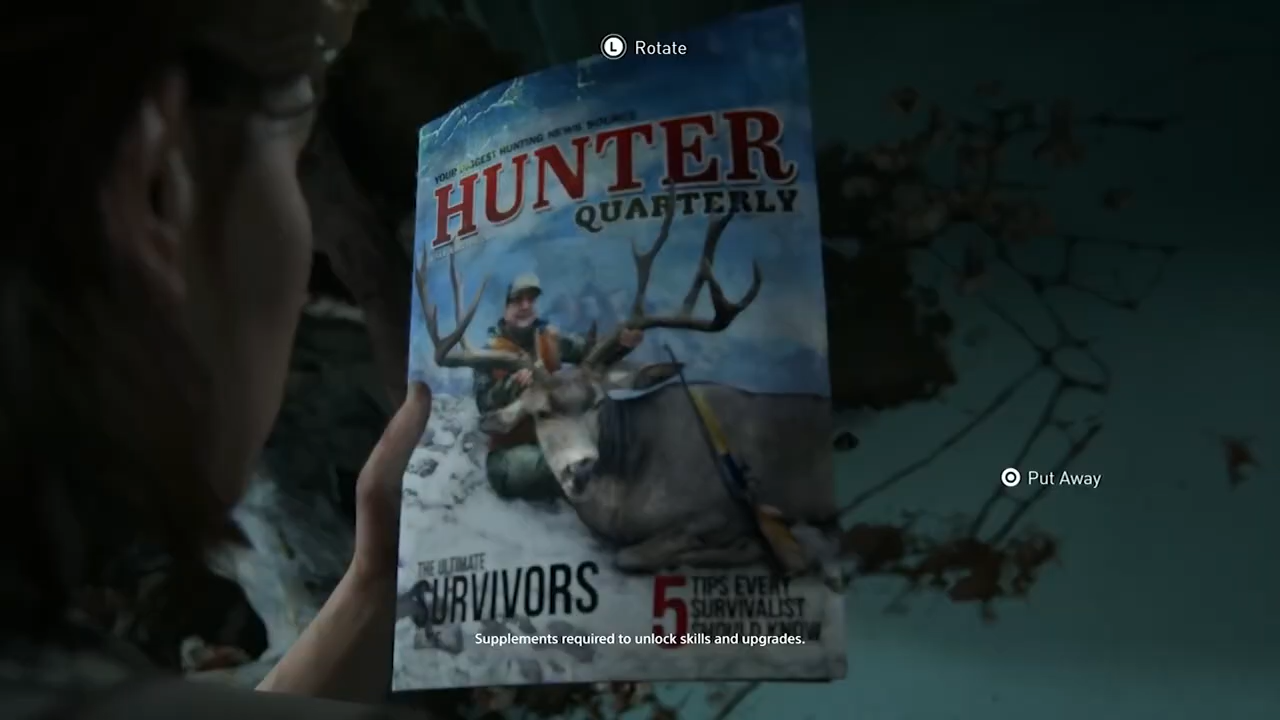 L Rotate
YOUR BIGGEST HUNTING NEWS SOURCE
HUNTER
QUARTERLY
Put Away
THE ULTIMATE
SURVIVORS
5 TIPS EVERY
SURVIVALIST
SHOULD KNOW
Supplements required to unlock skills and upgrades.